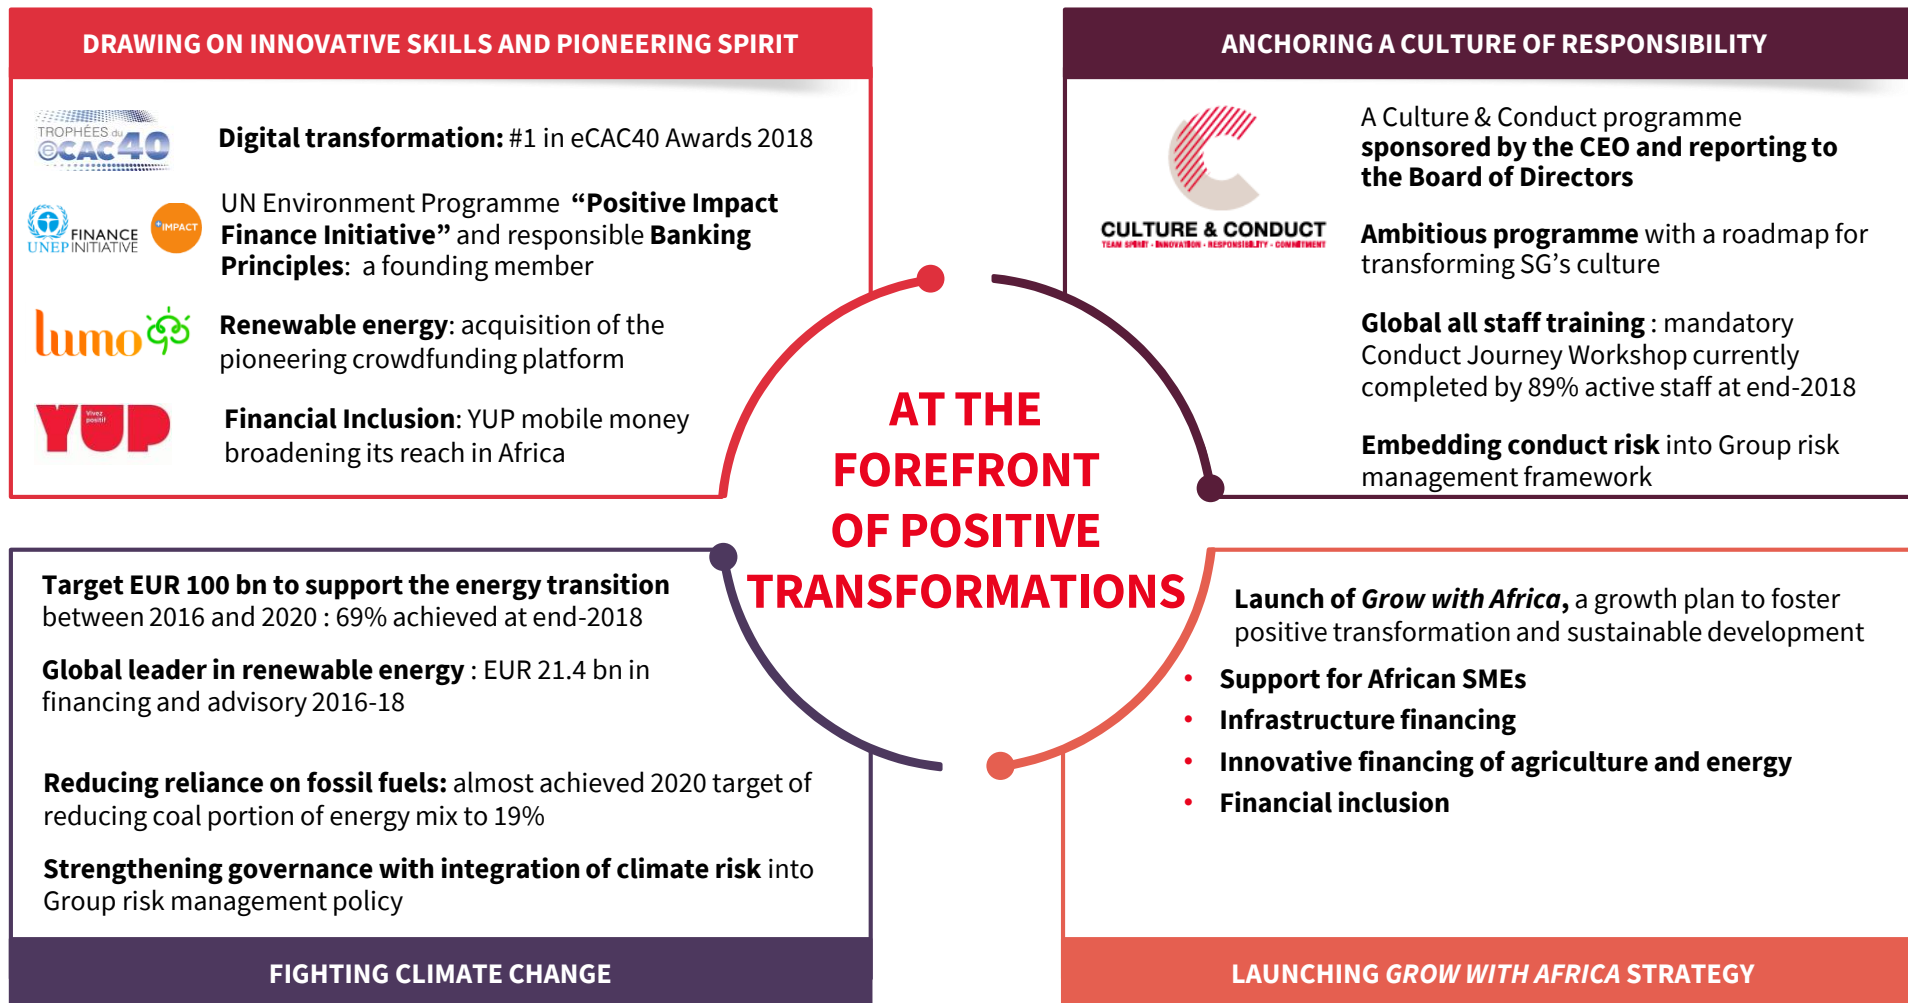 DRAWING ON INNOVATIVE SKILLS AND PIONEERING SPIRIT
TROPHÉES du
eCAC40
Digital transformation: #1 in eCAC40 Awards 2018
FINANCE
UNEP INITIATIVE
+IMPACT
UN Environment Programme “Positive Impact
Finance Initiative” and responsible Banking
Principles: a founding member
lumo
Renewable energy: acquisition of the
pioneering crowdfunding platform
YUP
Vivez
positif
Financial Inclusion: YUP mobile money
broadening its reach in Africa
ANCHORING A CULTURE OF RESPONSIBILITY
CULTURE & CONDUCT
TEAM SPIRIT - INNOVATION - RESPONSIBILITY - COMMITMENT
A Culture & Conduct programme
sponsored by the CEO and reporting to
the Board of Directors
Ambitious programme with a roadmap for
transforming SG’s culture
Global all staff training : mandatory
Conduct Journey Workshop currently
completed by 89% active staff at end-2018
Embedding conduct risk into Group risk
management framework
AT THE
FOREFRONT
OF POSITIVE
TRANSFORMATIONS
Target EUR 100 bn to support the energy transition
between 2016 and 2020 : 69% achieved at end-2018
Global leader in renewable energy : EUR 21.4 bn in
financing and advisory 2016-18
Reducing reliance on fossil fuels: almost achieved 2020 target of
reducing coal portion of energy mix to 19%
Strengthening governance with integration of climate risk into
Group risk management policy
FIGHTING CLIMATE CHANGE
Launch of Grow with Africa, a growth plan to foster
positive transformation and sustainable development
• Support for African SMEs
• Infrastructure financing
• Innovative financing of agriculture and energy
• Financial inclusion
LAUNCHING GROW WITH AFRICA STRATEGY